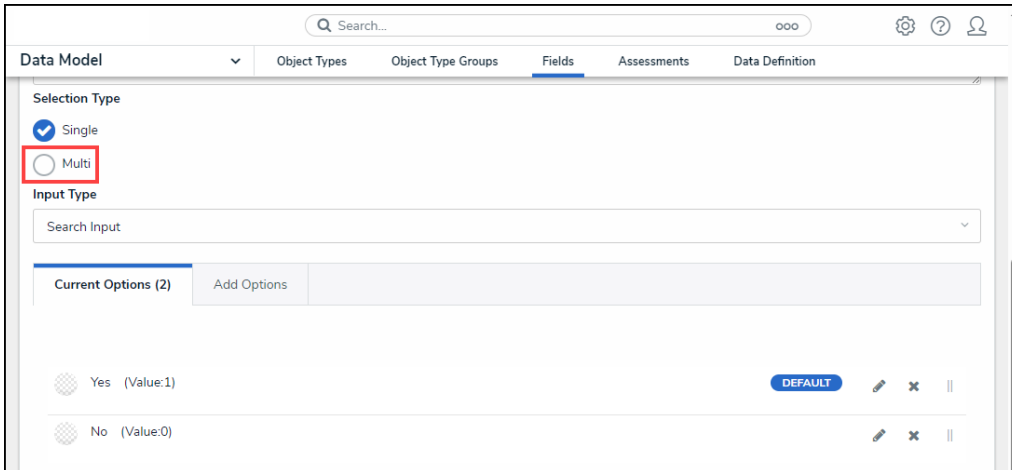 Search...
Data Model Object Types Object Type Groups Fields Assessments Data Definition
Selection Type
Single
Multi
Input Type
Search Input
Current Options (2) Add Options
Yes (Value:1) DEFAULT
No (Value:0)